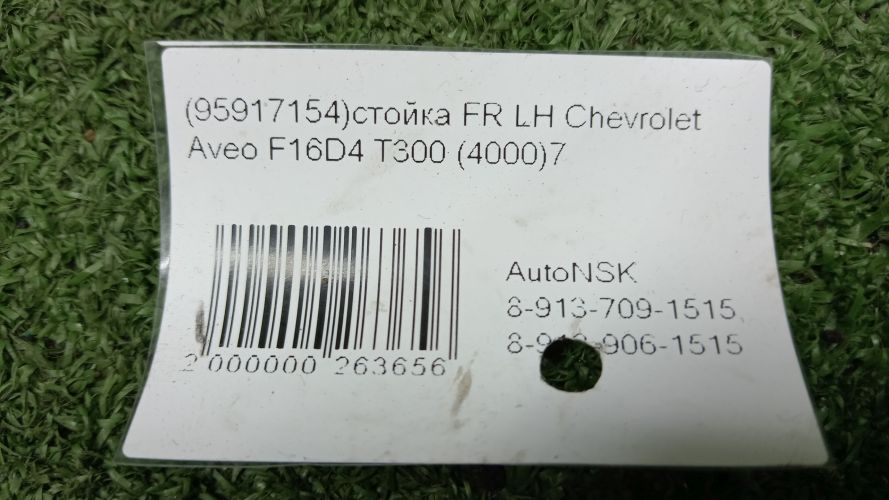 (95917154)стойка FR LH Chevrolet
Aveo F16D4 T300 (4000)7
AutoNSK
8-913-709-1515,
906-1515
2 000000 263656